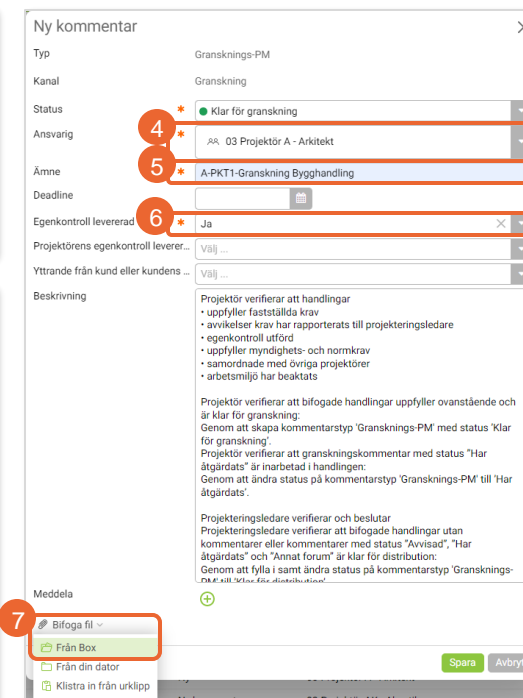 Ny kommentar
Typ
Gransknings-PM
Kanal
Granskning
Status * Klar för granskning
4
Ansvarig * 03 Projektör A - Arkitekt
5
Ämne A-PKT1-Granskning Bygghandling
Deadline
6
Egenkontroll levererad * Ja
Projektörens egenkontroll leverer... Välj ...
Yttrande från kund eller kundens ... Välj ...
Beskrivning
Projektör verifierar att handlingar
• uppfyller fastställda krav
• avvikelser krav har rapporterats till projekteringsledare
• egenkontroll utförd
• uppfyller myndighets- och normkrav
• samordnade med övriga projektörer
• arbetsmiljö har beaktats
Projektör verifierar att bifogade handlingar uppfyller ovanstående och
är klar för granskning:
Genom att skapa kommentarstyp 'Gransknings-PM' med status 'Klar
för granskning'.
Projektör verifierar att granskningskommentar med status "Har
åtgärdats" är inarbetad i handlingen:
Genom att ändra status på kommentarstyp 'Gransknings-PM' till 'Har
åtgärdats'.
Projekteringsledare verifierar och beslutar
Projekteringsledare verifierar att bifogade handlingar utan
kommentarer eller kommentarer med status "Avvisad", "Har
åtgärdats" och "Annat forum" är klar för distribution:
Genom att fylla i samt ändra status på kommentarstyp 'Gransknings-
PM' till 'Klar för distribution'
Meddela
7
Bifoga fil
Från Box
Från din dator
Klistra in från urklipp
Spara Avbryt